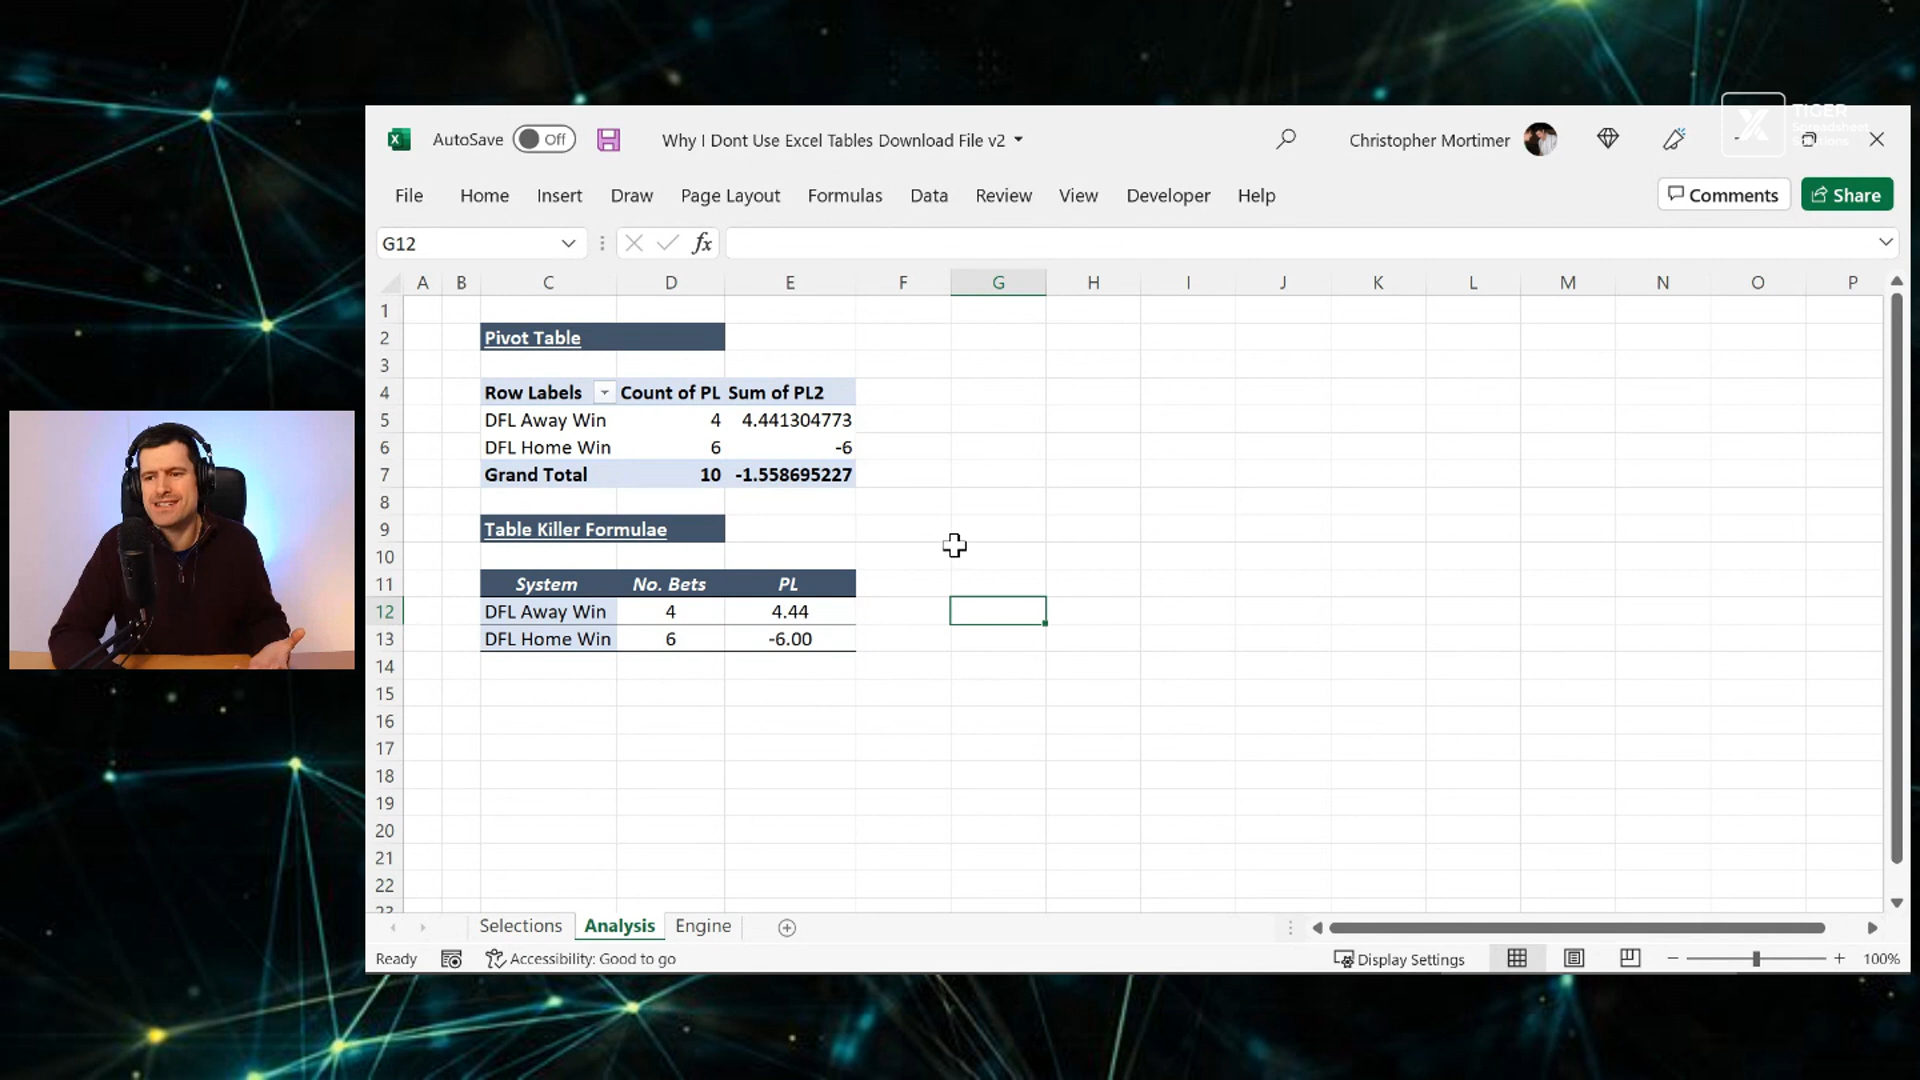 AutoSave Off Why I Dont Use Excel Tables Download File v2 Christopher Mortimer
TIGER
Spreadsheet
Solutions
File Home Insert Draw Page Layout Formulas Data Review View Developer Help Comments Share
G12 fx
A B C D E F G H I J K L M N O P
1
2 Pivot Table
3
4 Row Labels Count of PL Sum of PL2
5 DFL Away Win 4 4.441304773
6 DFL Home Win 6 -6
7 Grand Total 10 -1.558695227
8
9 Table Killer Formulae
10
11 System No. Bets PL
12 DFL Away Win 4 4.44
13 DFL Home Win 6 -6.00
14
15
16
17
18
19
20
21
22
23
Selections Analysis Engine
Ready Accessibility: Good to go Display Settings 100%